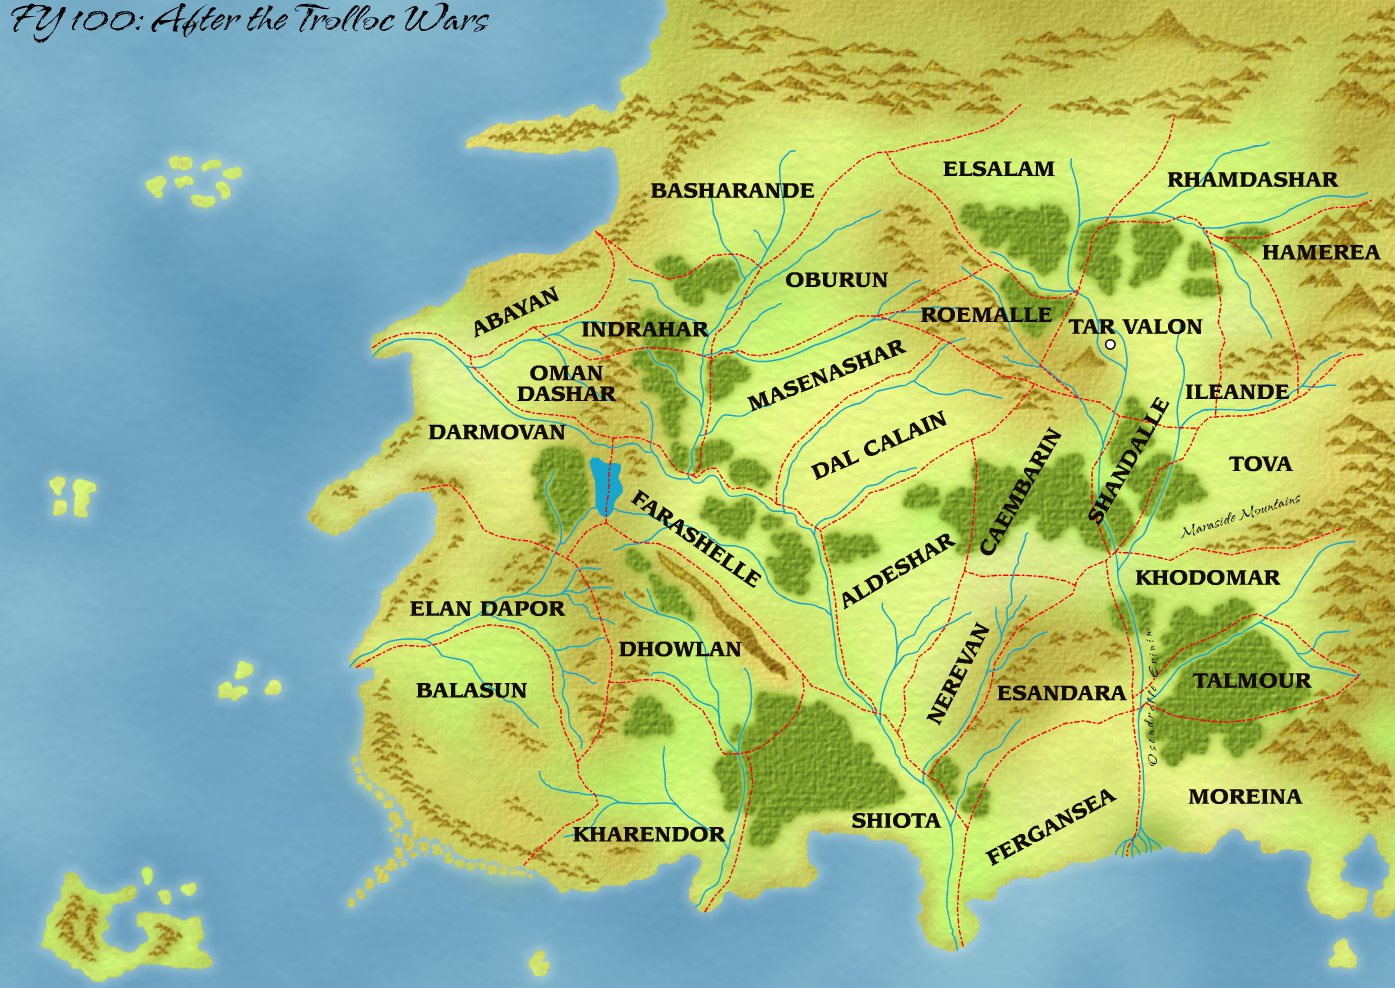 FY 100: After the Trolloc Wars
ELSALAM
RHAMDASHAR
BASHARANDE
HAMEREA
OBURUN
ABAYAN
INDRAHAR
ROEMALLE
TAR VALON
OMAN
DASHAR
MASENASHAR
ILEANDE
DARMOVAN
DAL CALAIN
SHANDALLE
TOVA
CAEMBARIN
FARASHELLE
Maraside Mountains
ALDESHAR
KHODOMAR
ELAN DAPOR
DHOWLAN
NEREVAN
BALASUN
ESANDARA
TALMOUR
Osendrelle Erinin
MOREINA
SHIOTA
FERGANSEA
KHARENDOR